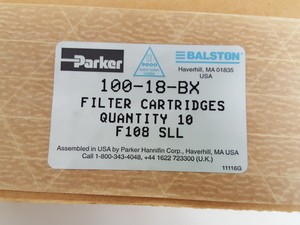 Parker
9000
BALSTON
Haverhill, MA 01835
USA
100-18-BX
FILTER CARTRIDGES
QUANTITY 10
F108 SLL
Assembled in USA by Parker Hannifin Corp., Haverhill, MA USA
Call 1-800-343-4048, +44 1622 723300 (U.K.)
11116G